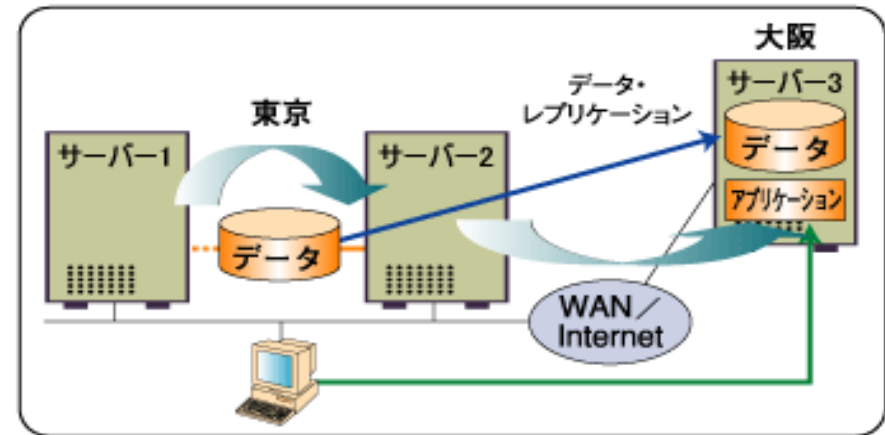 大阪
サーバー3
データ・
レプリケーション
東京
サーバー1
サーバー2
データ
アプリケーション
データ
WAN／
Internet